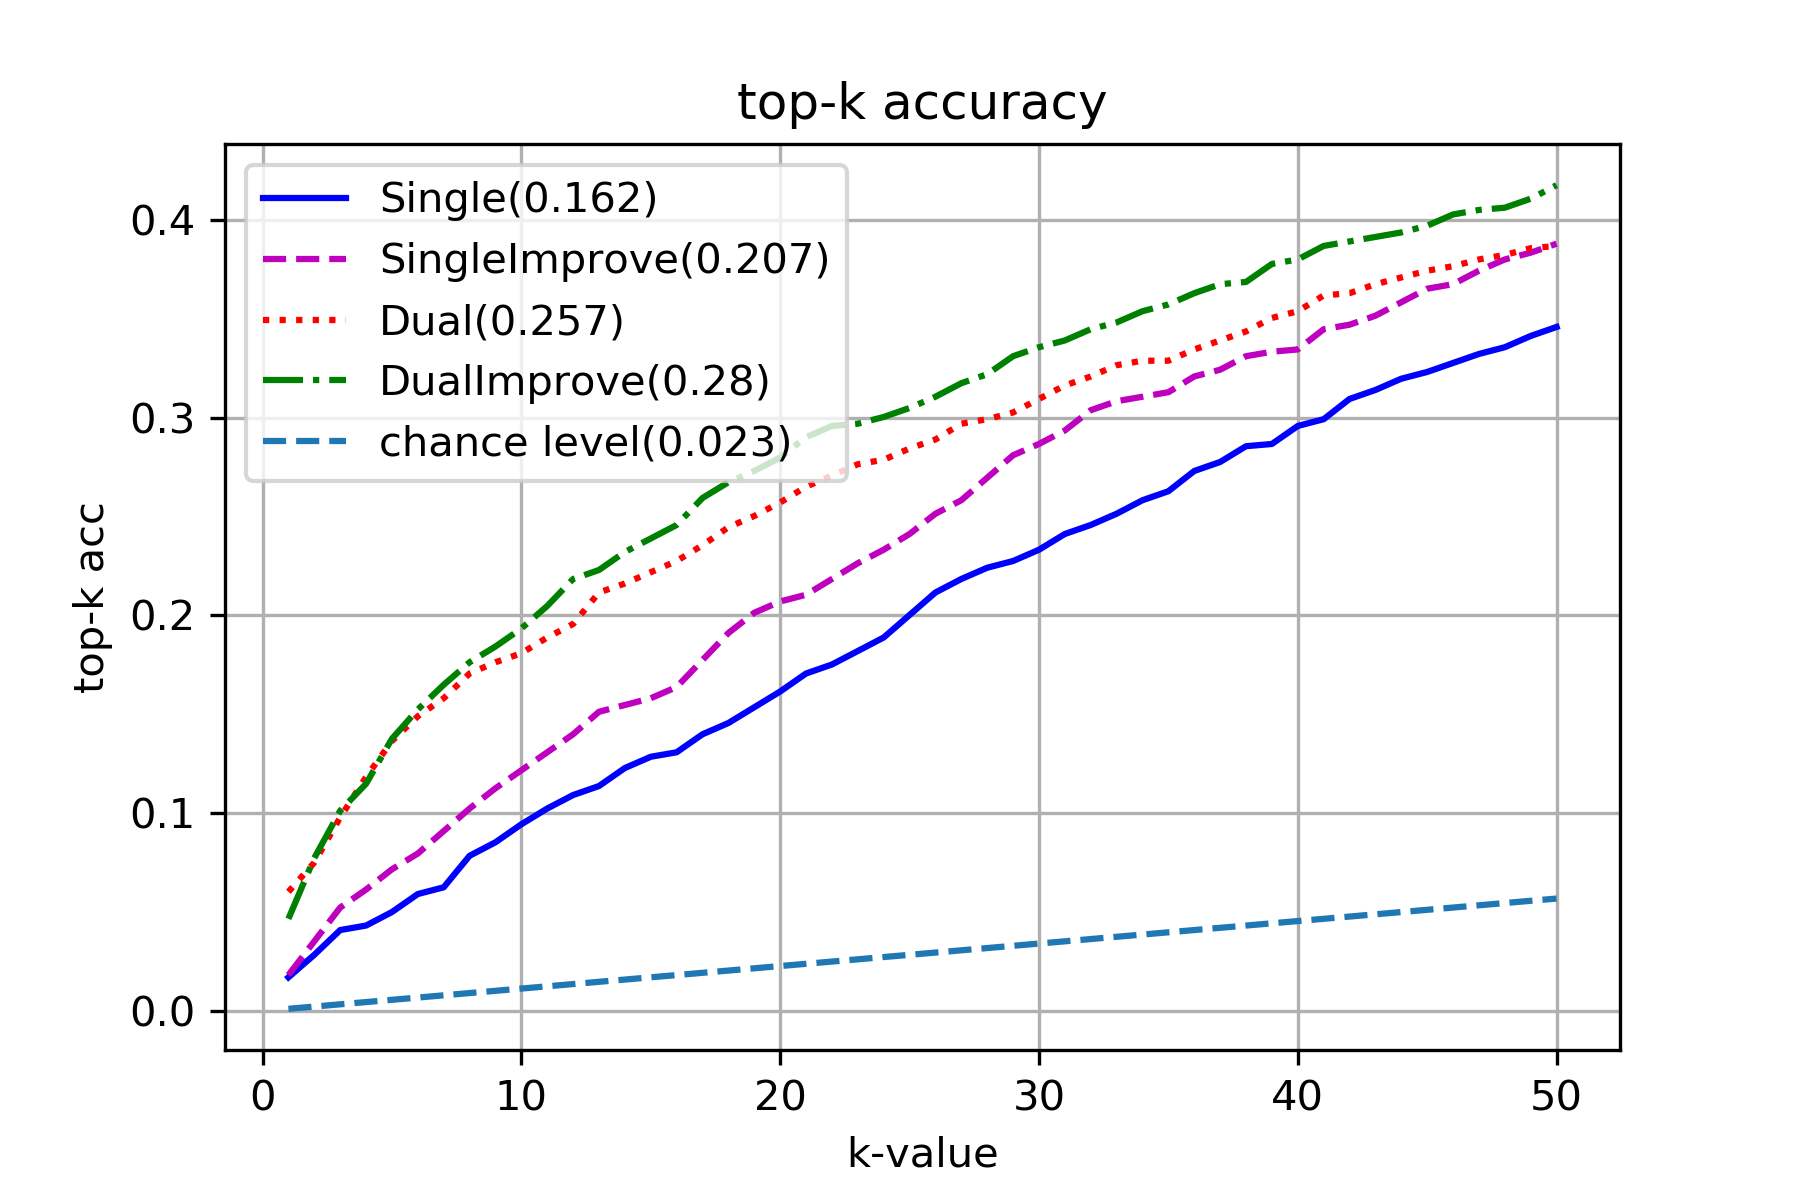 top-k accuracy
Single(0.162)
SingleImprove(0.207)
Dual(0.257)
DualImprove(0.28)
chance level(0.023)
top-k acc
0.4
0.3
0.2
0.1
0.0
0 10 20 30 40 50
k-value